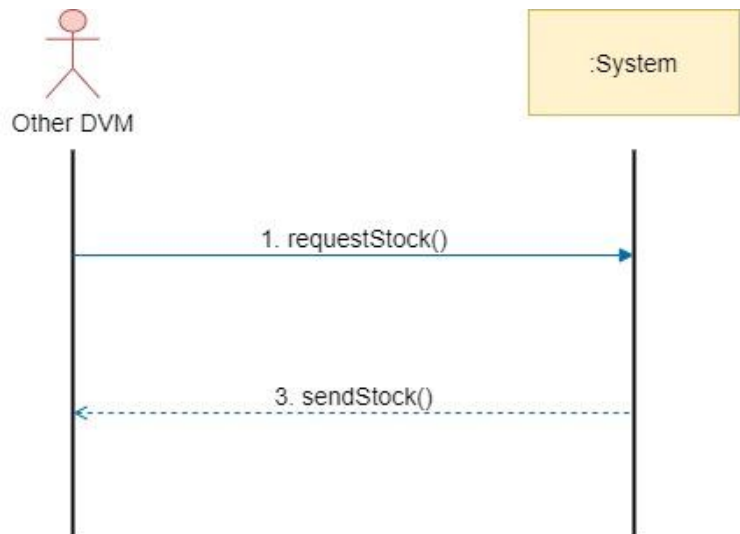 :System
Other DVM
1. requestStock()
3. sendStock()